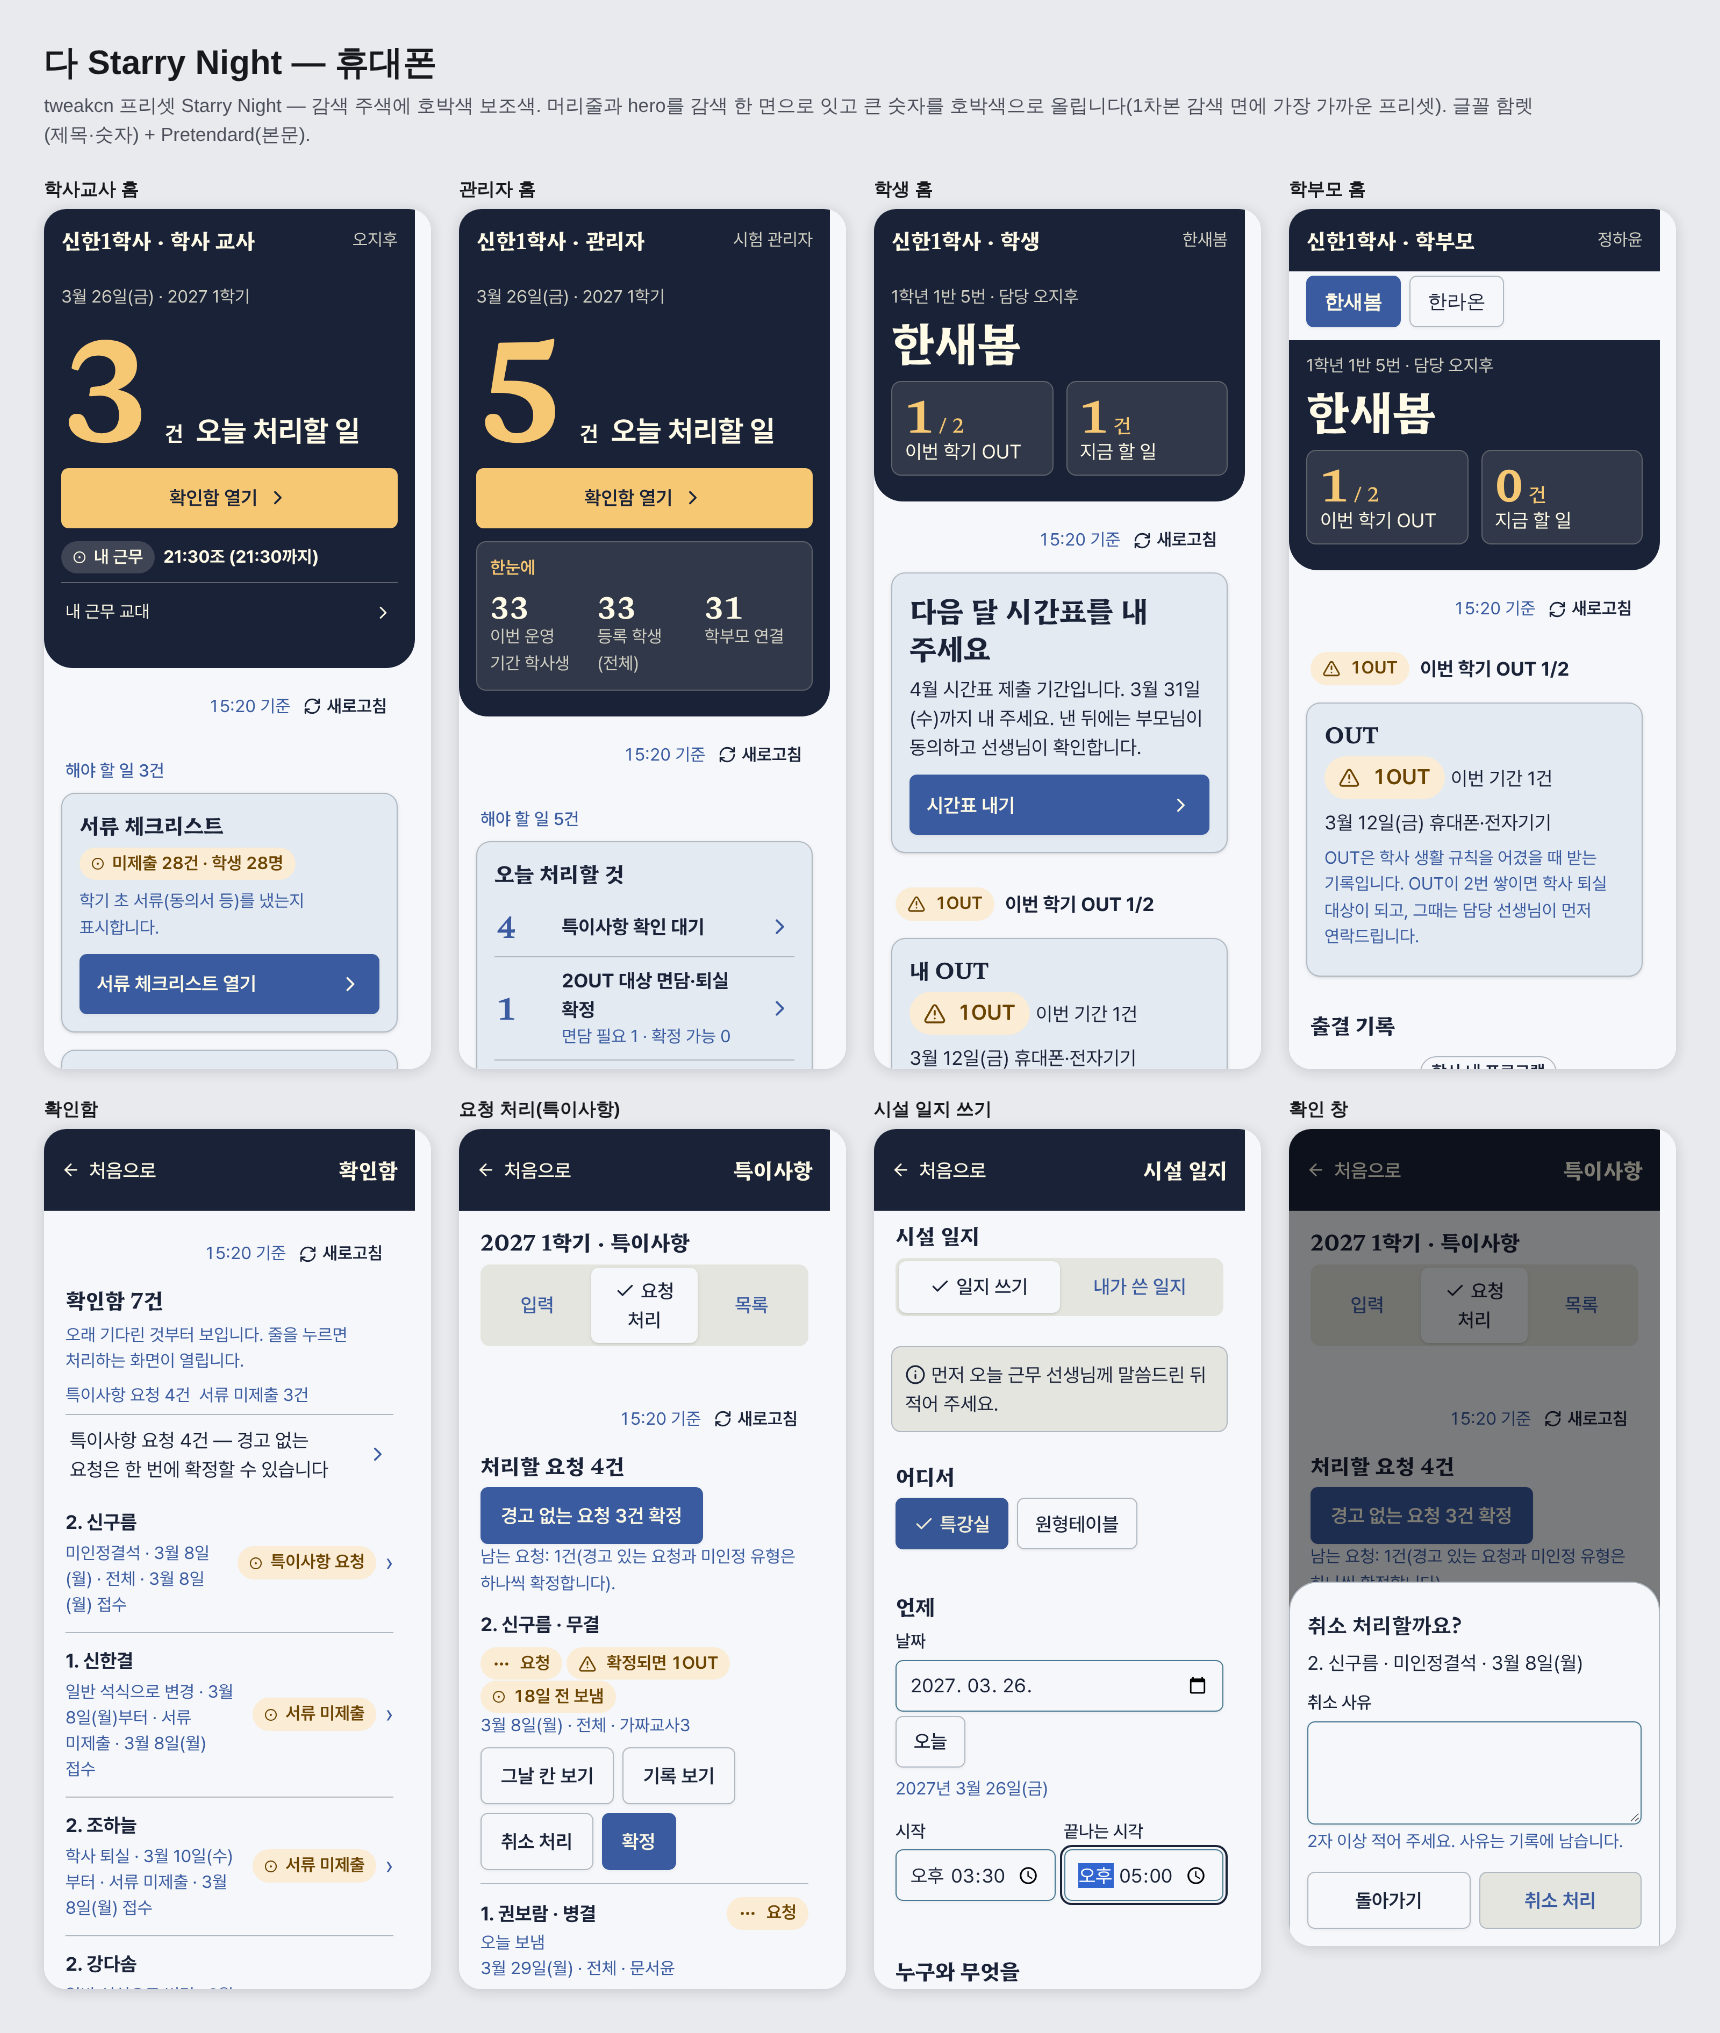 다 Starry Night — 휴대폰
tweakcn 프리셋 Starry Night — 감색 주색에 호박색 보조색. 머리줄과 hero를 감색 한 면으로 잇고 큰 숫자를 호박색으로 올립니다(1차본 감색 면에 가장 가까운 프리셋). 글꼴 함렛
(제목·숫자) + Pretendard(본문).
학사교사 홈
신한1학사 · 학사 교사
오지후
3월 26일(금) · 2027 1학기
3 건 오늘 처리할 일
확인함 열기
내 근무 21:30조 (21:30까지)
내 근무 교대
15:20 기준 새로고침
해야 할 일 3건
서류 체크리스트
미제출 28건 · 학생 28명
학기 초 서류(동의서 등)를 냈는지
표시합니다.
서류 체크리스트 열기
관리자 홈
신한1학사 · 관리자
시험 관리자
3월 26일(금) · 2027 1학기
5 건 오늘 처리할 일
확인함 열기
한눈에
33 33 31
이번 운영 등록 학생 학부모 연결
기간 학사생 (전체)
15:20 기준 새로고침
해야 할 일 5건
오늘 처리할 것
4 특이사항 확인 대기
2OUT 대상 면담·퇴실
1 확정
면담 필요 1 · 확정 가능 0
학생 홈
신한1학사 · 학생
한새봄
1학년 1반 5번 · 담당 오지후
한새봄
1 / 2 1 건
이번 학기 OUT 지금 할 일
15:20 기준 새로고침
다음 달 시간표를 내
주세요
4월 시간표 제출 기간입니다. 3월 31일
(수)까지 내 주세요. 낸 뒤에는 부모님이
동의하고 선생님이 확인합니다.
시간표 내기
1OUT 이번 학기 OUT 1/2
내 OUT
1OUT 이번 기간 1건
3월 12일(금) 휴대폰·전자기기
학부모 홈
신한1학사 · 학부모
정하윤
한새봄 한라온
1학년 1반 5번 · 담당 오지후
한새봄
1 / 2 0 건
이번 학기 OUT 지금 할 일
15:20 기준 새로고침
1OUT 이번 학기 OUT 1/2
OUT
1OUT 이번 기간 1건
3월 12일(금) 휴대폰·전자기기
OUT은 학사 생활 규칙을 어겼을 때 받는
기록입니다. OUT이 2번 쌓이면 학사 퇴실
대상이 되고, 그때는 담당 선생님이 먼저
연락드립니다.
출결 기록
확인함
처음으로 확인함
15:20 기준 새로고침
확인함 7건
오래 기다린 것부터 보입니다. 줄을 누르면
처리하는 화면이 열립니다.
특이사항 요청 4건 서류 미제출 3건
특이사항 요청 4건 — 경고 없는
요청은 한 번에 확정할 수 있습니다
2. 신구름
미인정결석 · 3월 8일
(월) · 전체 · 3월 8일
(월) 접수
특이사항 요청
1. 신한결
일반 석식으로 변경 · 3월
8일(월)부터 · 서류
미제출 · 3월 8일(월)
접수
서류 미제출
2. 조하늘
학사 퇴실 · 3월 10일(수)
부터 · 서류 미제출 · 3월
8일(월) 접수
서류 미제출
2. 강다솜
요청 처리(특이사항)
처음으로 특이사항
2027 1학기 · 특이사항
입력 요청 처리 목록
15:20 기준 새로고침
처리할 요청 4건
경고 없는 요청 3건 확정
남는 요청: 1건(경고 있는 요청과 미인정 유형은
하나씩 확정합니다).
2. 신구름 · 무결
요청 확정되면 1OUT
18일 전 보냄
3월 8일(월) · 전체 · 가짜교사3
그날 칸 보기 기록 보기
취소 처리 확정
1. 권보람 · 병결 요청
오늘 보냄
3월 29일(월) · 전체 · 문서윤
시설 일지 쓰기
처음으로 시설 일지
시설 일지
일지 쓰기 내가 쓴 일지
먼저 오늘 근무 선생님께 말씀드린 뒤
적어 주세요.
어디서
특강실 원형테이블
언제
날짜
2027. 03. 26.
오늘
2027년 3월 26일(금)
시작 끝나는 시각
오후 03:30 오후 05:00
누구와 무엇을
확인 창
처음으로 특이사항
2027 1학기 · 특이사항
입력 요청 처리 목록
15:20 기준 새로고침
처리할 요청 4건
경고 없는 요청 3건 확정
남는 요청: 1건(경고 있는 요청과 미인정 유형은
취소 처리할까요?
2. 신구름 · 미인정결석 · 3월 8일(월)
취소 사유
2자 이상 적어 주세요. 사유는 기록에 남습니다.
돌아가기 취소 처리